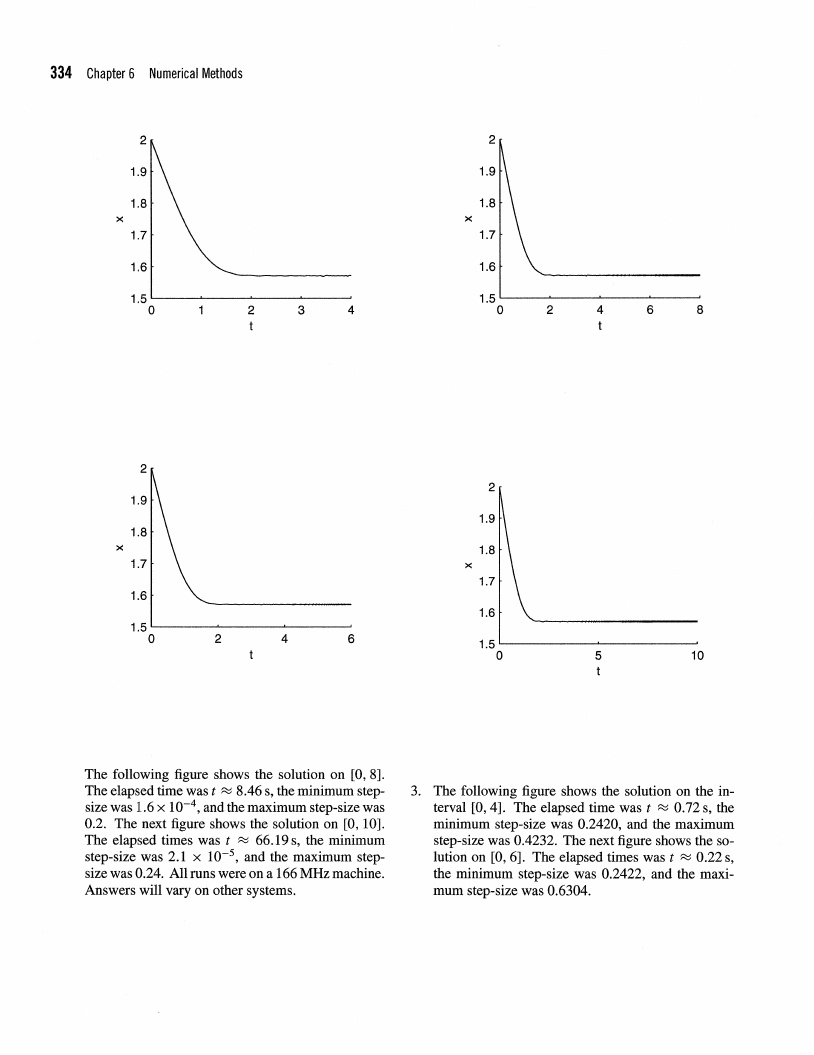 334 Chapter 6 Numerical Methods
2
1.9
1.8
x
1.7
1.6
1.5
0 1 2 3 4
t
2
1.9
1.8
x
1.7
1.6
1.5
0 2 4 6
t
The following figure shows the solution on [0, 8].
The elapsed time was t ≈ 8.46 s, the minimum step-
size was 1.6 × 10⁻⁴, and the maximum step-size was
0.2. The next figure shows the solution on [0, 10].
The elapsed times was t ≈ 66.19 s, the minimum
step-size was 2.1 × 10⁻⁵, and the maximum step-
size was 0.24. All runs were on a 166 MHz machine.
Answers will vary on other systems.
2
1.9
1.8
x
1.7
1.6
1.5
0 2 4 6 8
t
2
1.9
1.8
x
1.7
1.6
1.5
0 5 10
t
3. The following figure shows the solution on the in-
terval [0, 4]. The elapsed time was t ≈ 0.72 s, the
minimum step-size was 0.2420, and the maximum
step-size was 0.4232. The next figure shows the so-
lution on [0, 6]. The elapsed times was t ≈ 0.22 s,
the minimum step-size was 0.2422, and the maxi-
mum step-size was 0.6304.